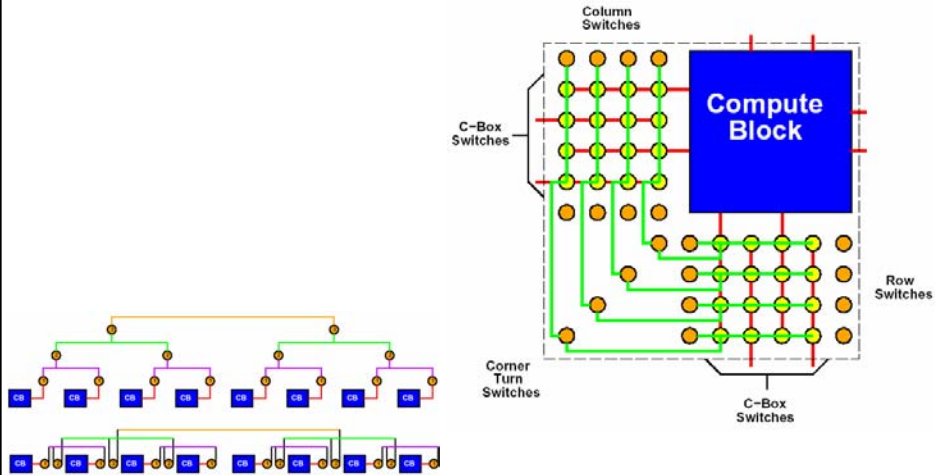 Column
Switches
Compute
Block
C-Box
Switches
Row
Switches
Corner
Turn
Switches
C-Box
Switches
CB CB CB CB CB CB CB CB
CB CB CB CB CB CB CB CB